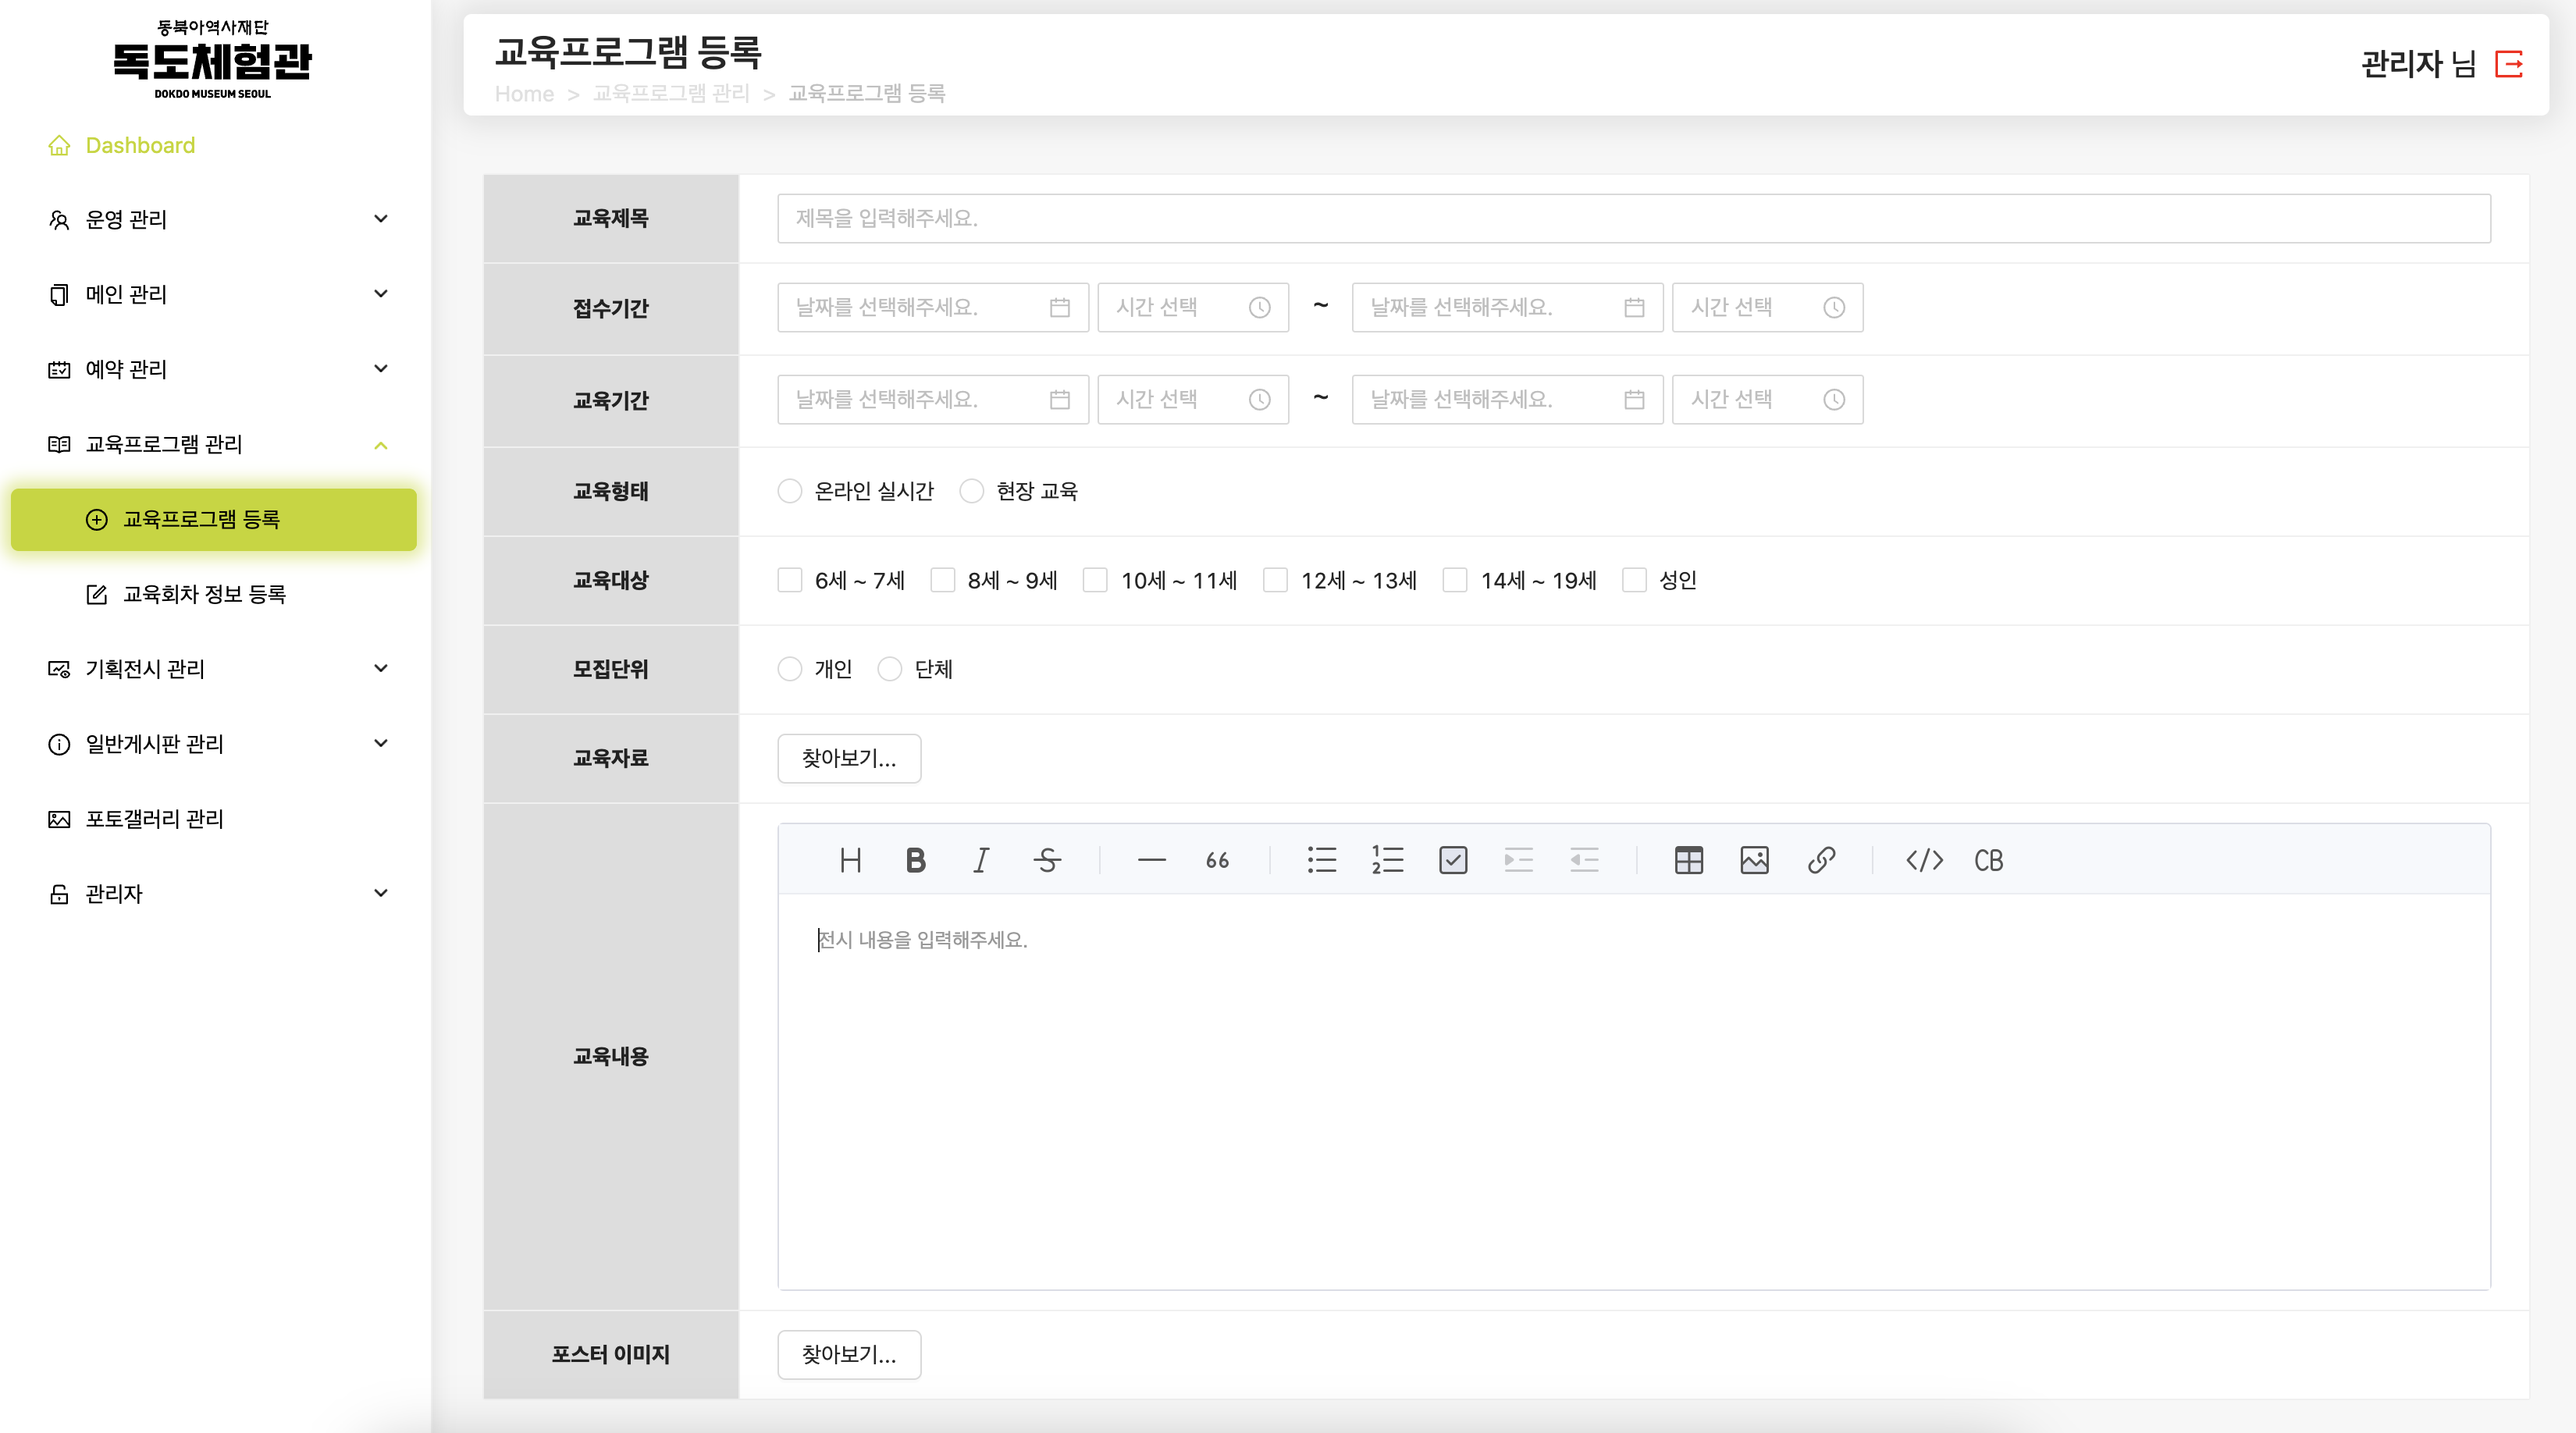 동북아역사재단
독도체험관
DOKDO MUSEUM SEOUL
Dashboard
운영 관리
메인 관리
예약 관리
교육프로그램 관리
교육프로그램 등록
교육회차 정보 등록
기획전시 관리
일반게시판 관리
포토갤러리 관리
관리자
교육프로그램 등록
관리자 님
Home > 교육프로그램 관리 > 교육프로그램 등록
교육제목 제목을 입력해주세요.
접수기간 날짜를 선택해주세요. 시간 선택 ~ 날짜를 선택해주세요. 시간 선택
교육기간 날짜를 선택해주세요. 시간 선택 ~ 날짜를 선택해주세요. 시간 선택
교육형태 온라인 실시간 현장 교육
교육대상 6세 ~ 7세 8세 ~ 9세 10세 ~ 11세 12세 ~ 13세 14세 ~ 19세 성인
모집단위 개인 단체
교육자료 찾아보기...
H B I S 66 </> CB
전시 내용을 입력해주세요.
교육내용
포스터 이미지 찾아보기...